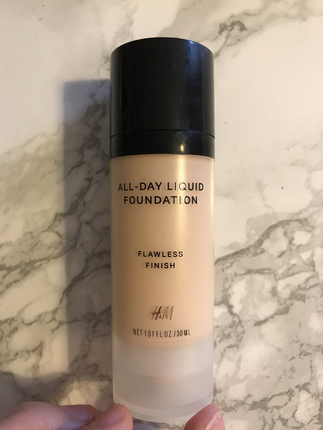 ALL-DAY LIQUID
FOUNDATION
FLAWLESS
FINISH
H&M
NET 1.01 FL.OZ./30ML